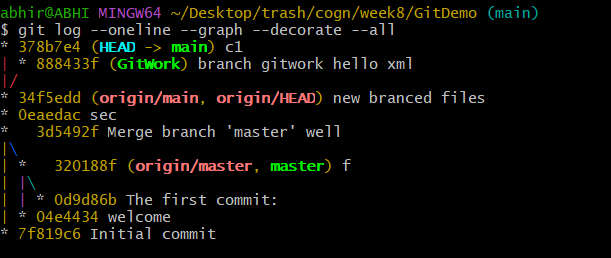 abhir@ABHI MINGW64 ~/Desktop/trash/cogn/week8/GitDemo (main)
$ git log --oneline --graph --decorate --all
* 378b7e4 (HEAD -> main) c1
| * 888433f (GitWork) branch gitwork hello xml
|/
* 34f5edd (origin/main, origin/HEAD) new branced files
* 0eaedac sec
*   3d5492f Merge branch 'master' well
|\
| *   320188f (origin/master, master) f
| |\
| | * 0d9d86b The first commit:
| * 04e4434 welcome
* 7f819c6 Initial commit